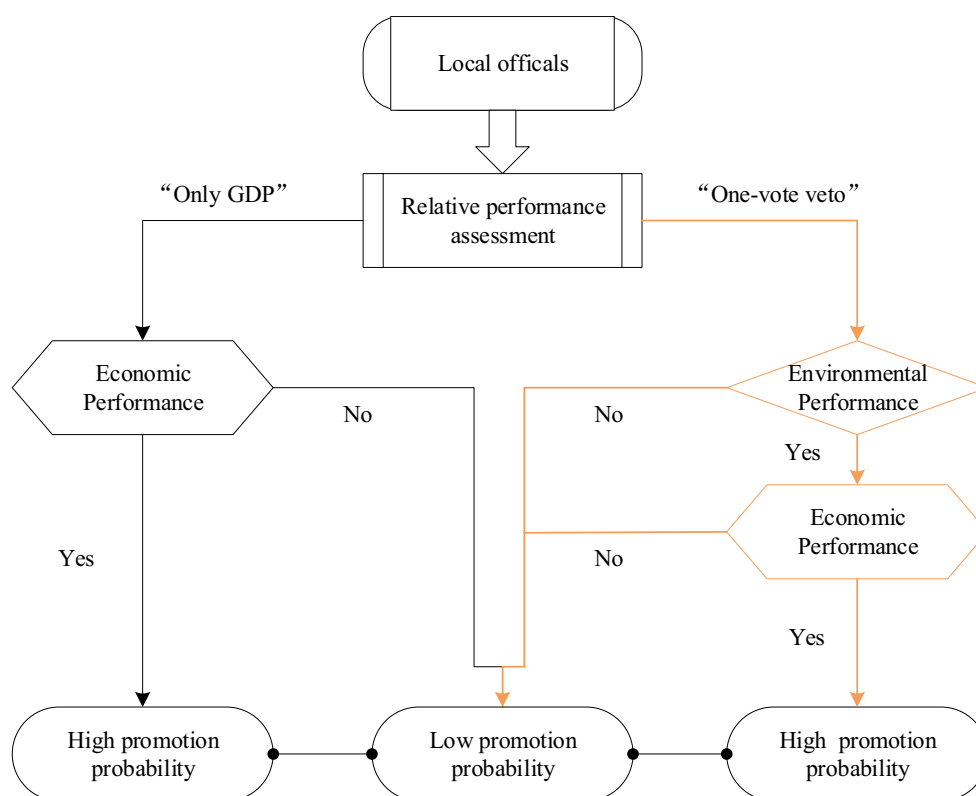 Local officals
“Only GDP”
“One-vote veto”
Relative performance
assessment
Economic
Performance
No
No
Environmental
Performance
Yes
Economic
Performance
Yes
No
Yes
High promotion
probability
Low promotion
probability
High promotion
probability